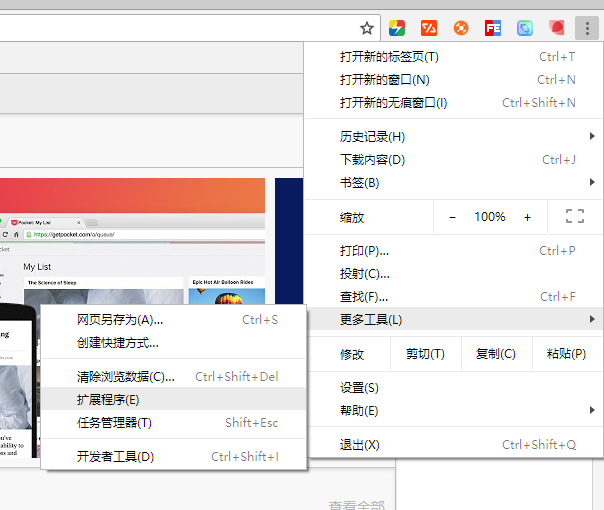 FE
打开新的标签页(T) Ctrl+T
打开新的窗口(N) Ctrl+N
打开新的无痕窗口(I) Ctrl+Shift+N
历史记录(H)
下载内容(D) Ctrl+J
书签(B)
缩放 − 100% +
打印(P)... Ctrl+P
投射(C)...
查找(F)... Ctrl+F
更多工具(L)
修改 剪切(T) 复制(C) 粘贴(P)
设置(S)
帮助(E)
退出(X) Ctrl+Shift+Q
Pocket: My List
https://getpocket.com/a/queue/
My List
The Science of Sleep
Epic Hot Air Balloon Rides
网页另存为(A)... Ctrl+S
创建快捷方式...
清除浏览数据(C)... Ctrl+Shift+Del
扩展程序(E)
任务管理器(T) Shift+Esc
开发者工具(D) Ctrl+Shift+I
查看全部